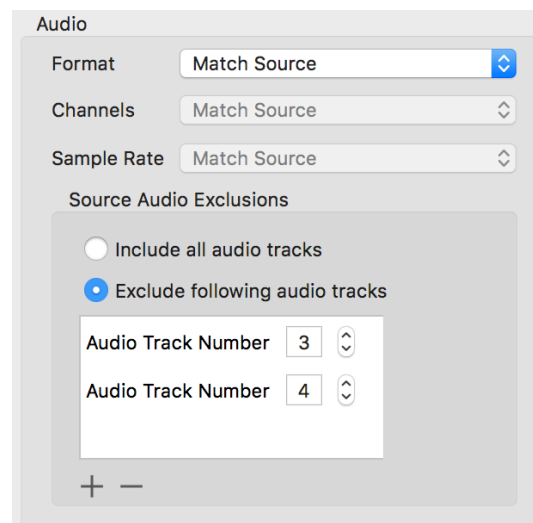 Audio
Format Match Source
Channels Match Source
Sample Rate Match Source
Source Audio Exclusions
Include all audio tracks
Exclude following audio tracks
Audio Track Number 3
Audio Track Number 4
+ −